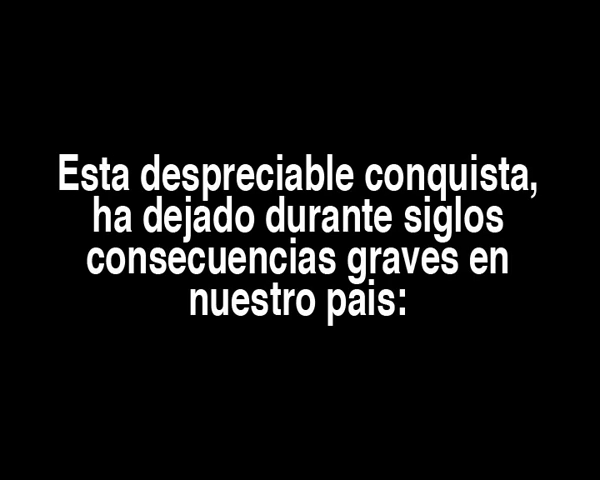 Esta despreciable conquista,
ha dejado durante siglos
consecuencias graves en
nuestro pais: